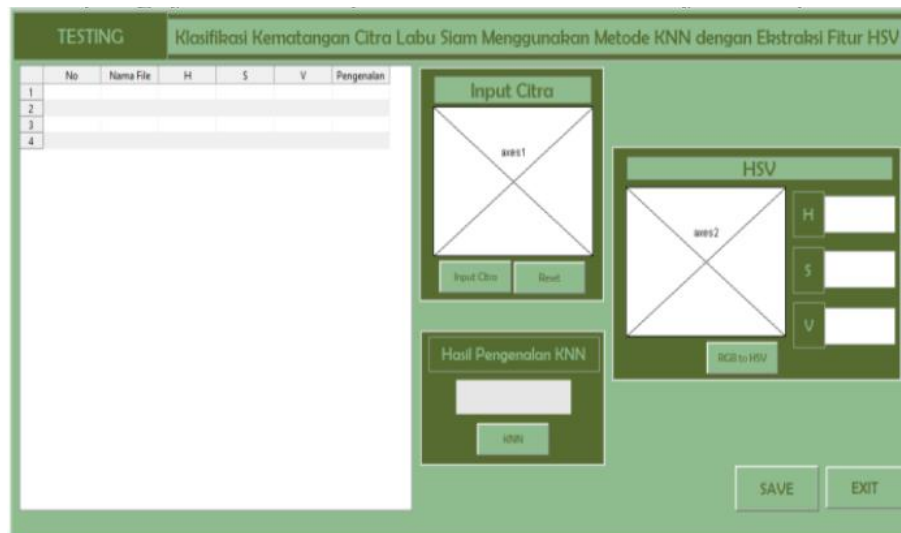 TESTING
Klasifikasi Kematangan Citra Labu Siam Menggunakan Metode KNN dengan Ekstraksi Fitur HSV
No Nama File H S V Pengenalan
1
2
3
4
Input Citra
axes1
Input Citra Reset
HSV
axes2
H
S
V
RGB to HSV
Hasil Pengenalan KNN
KNN
SAVE EXIT